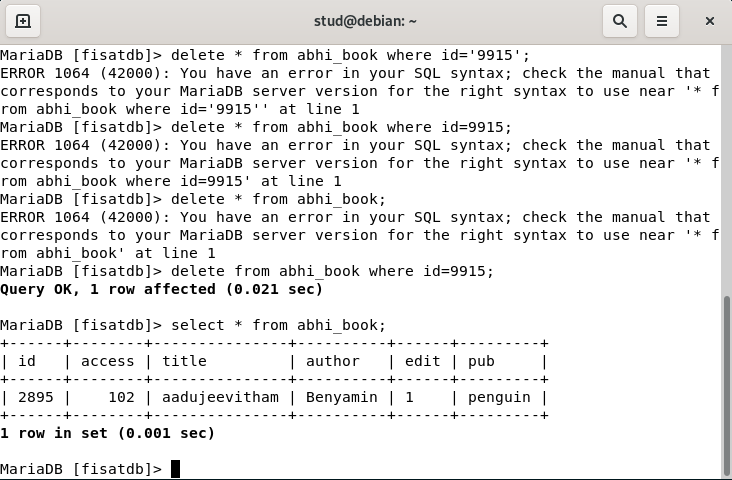 stud@debian: ~
MariaDB [fisatdb]> delete * from abhi_book where id='9915';
ERROR 1064 (42000): You have an error in your SQL syntax; check the manual that
corresponds to your MariaDB server version for the right syntax to use near '* f
rom abhi_book where id='9915'' at line 1
MariaDB [fisatdb]> delete * from abhi_book where id=9915;
ERROR 1064 (42000): You have an error in your SQL syntax; check the manual that
corresponds to your MariaDB server version for the right syntax to use near '* f
rom abhi_book where id=9915' at line 1
MariaDB [fisatdb]> delete * from abhi_book;
ERROR 1064 (42000): You have an error in your SQL syntax; check the manual that
corresponds to your MariaDB server version for the right syntax to use near '* f
rom abhi_book' at line 1
MariaDB [fisatdb]> delete from abhi_book where id=9915;
Query OK, 1 row affected (0.021 sec)
MariaDB [fisatdb]> select * from abhi_book;
+------+--------+---------------+----------+------+---------+
| id   | access | title         | author   | edit | pub     |
+------+--------+---------------+----------+------+---------+
| 2895 |    102 | aadujeevitham | Benyamin | 1    | penguin |
+------+--------+---------------+----------+------+---------+
1 row in set (0.001 sec)
MariaDB [fisatdb]>